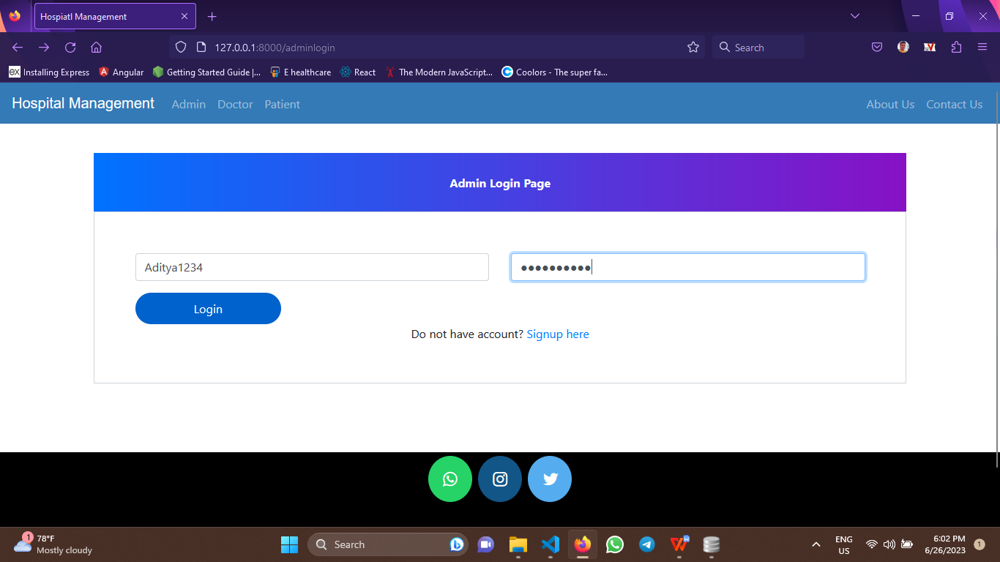 Hospiatl Management
127.0.0.1:8000/adminlogin
Search
ex Installing Express
Angular
Getting Started Guide |...
E healthcare
React
The Modern JavaScript...
Coolors - The super fa...
Hospital Management Admin Doctor Patient About Us Contact Us
Admin Login Page
Aditya1234
●●●●●●●●●●
Login
Do not have account? Signup here
1
78°F
Mostly cloudy
Search
ENG
US
6:02 PM
6/26/2023
1